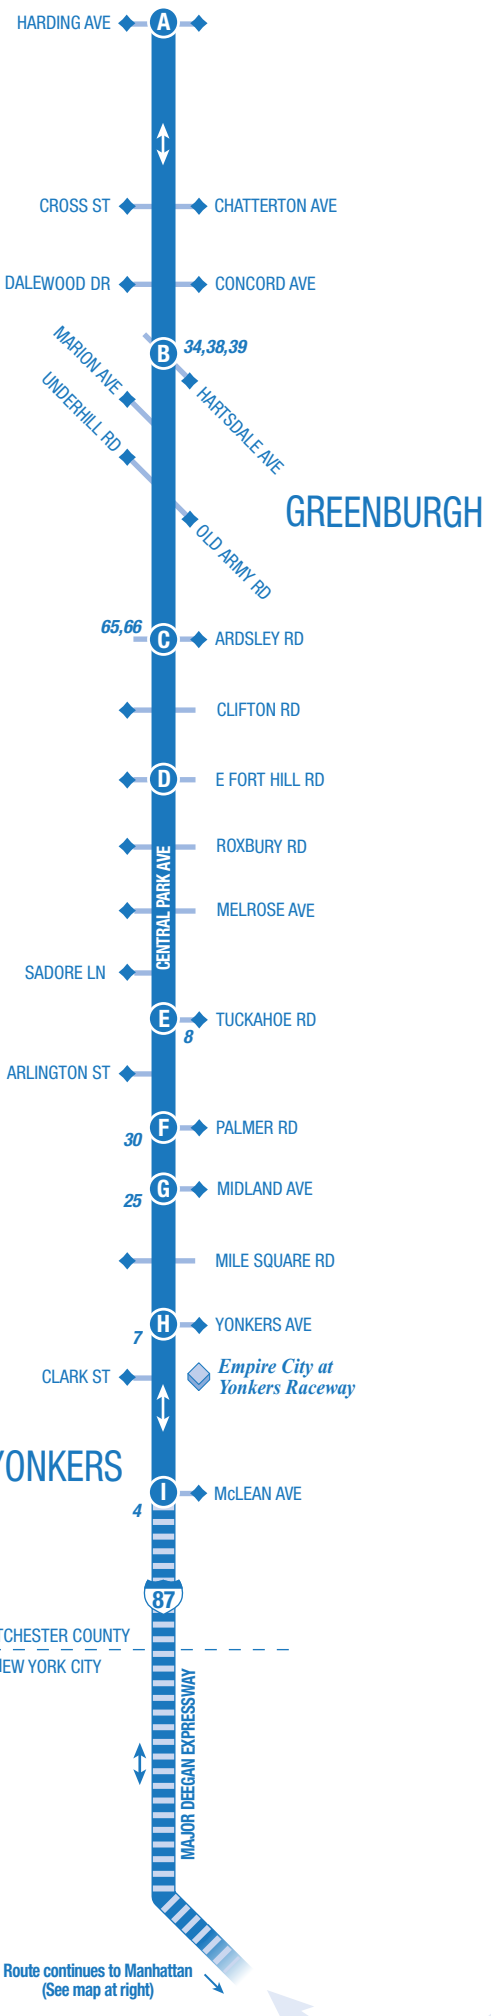 HARDING AVE
A
CROSS ST
CHATTERTON AVE
DALEWOOD DR
CONCORD AVE
B
34,38,39
MARION AVE
HARTSDALE AVE
UNDERHILL RD
GREENBURGH
OLD ARMY RD
65,66
C
ARDSLEY RD
CLIFTON RD
D
E FORT HILL RD
ROXBURY RD
CENTRAL PARK AVE
MELROSE AVE
SADORE LN
E
TUCKAHOE RD
8
ARLINGTON ST
F
PALMER RD
30
G
MIDLAND AVE
25
MILE SQUARE RD
H
YONKERS AVE
7
Empire City at
Yonkers Raceway
CLARK ST
YONKERS
I
McLEAN AVE
4
87
TCHESTER COUNTY
NEW YORK CITY
MAJOR DEEGAN EXPRESSWAY
Route continues to Manhattan
(See map at right)